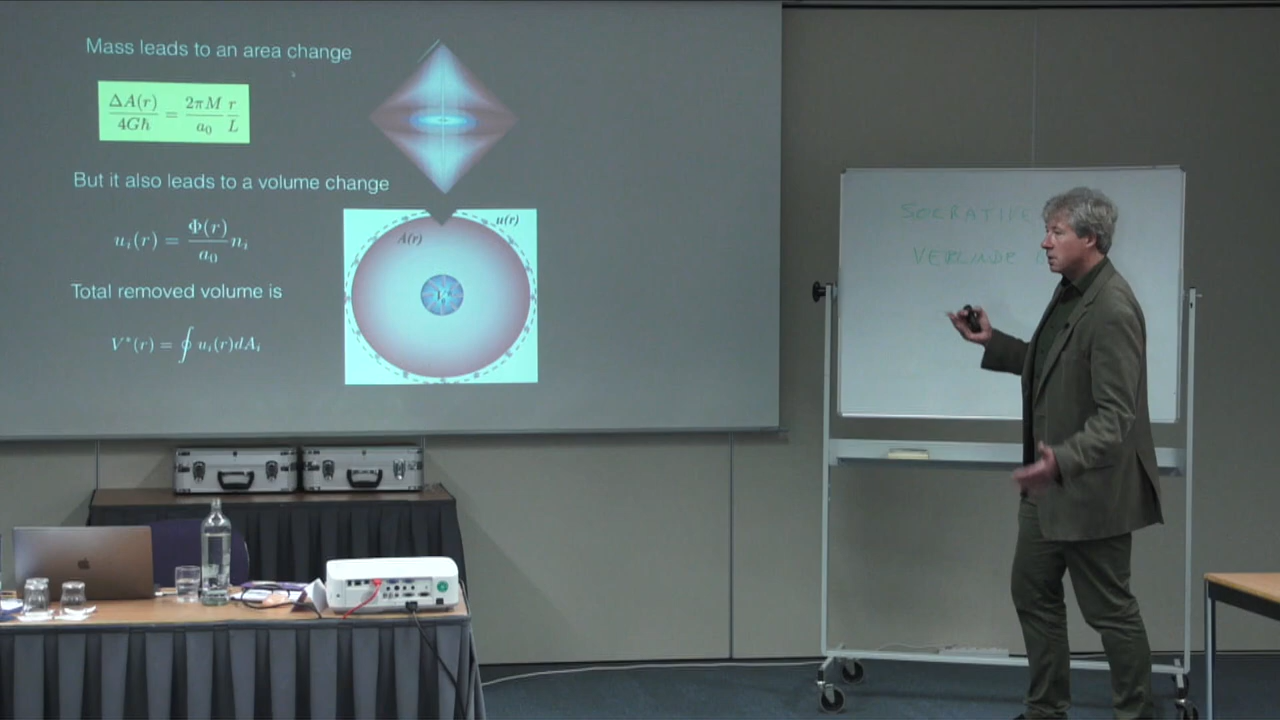 Mass leads to an area change
ΔA(r)/4Għ = 2πM/a₀ r/L
But it also leads to a volume change
uᵢ(r) = Φ(r)/a₀ nᵢ
Total removed volume is
V*(r) = ∮ uᵢ(r)dAᵢ
u(r)
A(r)
VERLINDE